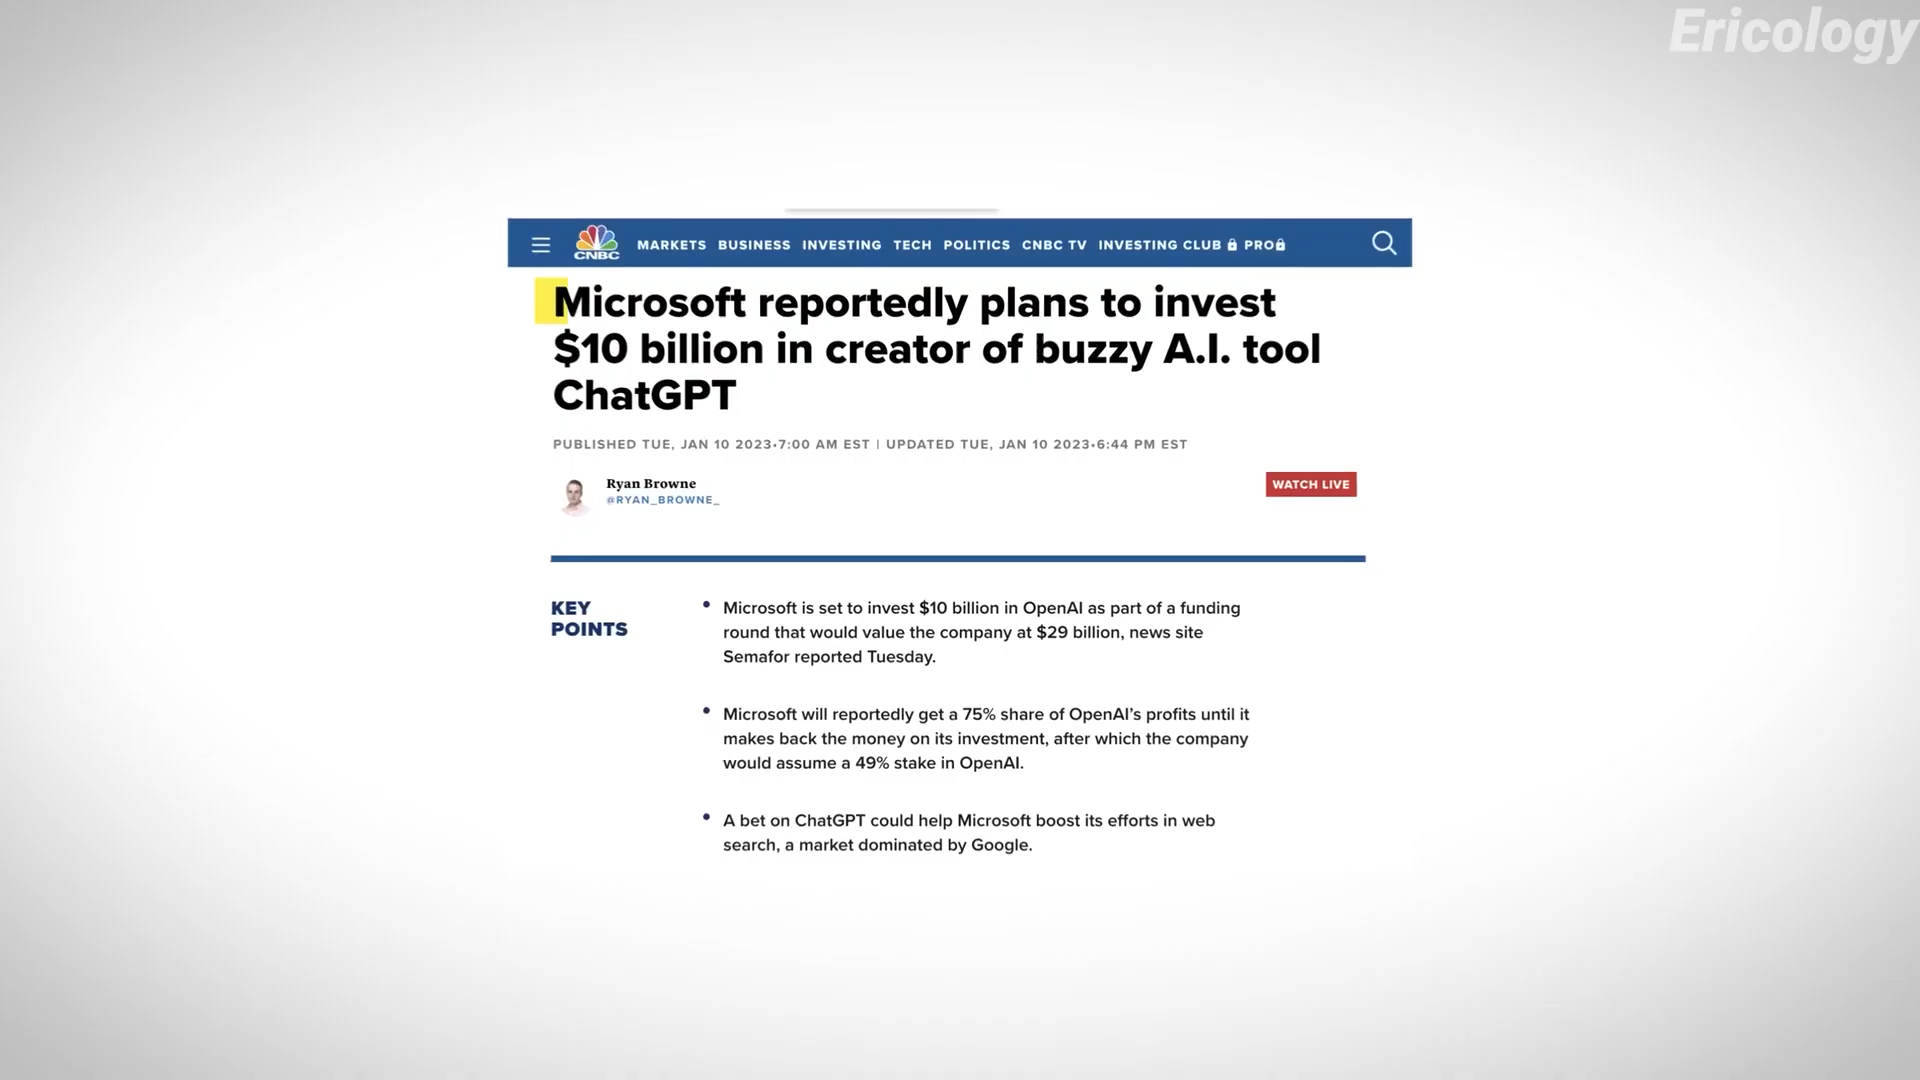 Ericology
CNBC
MARKETS BUSINESS INVESTING TECH POLITICS CNBC TV INVESTING CLUB PRO
Microsoft reportedly plans to invest
$10 billion in creator of buzzy A.I. tool
ChatGPT
PUBLISHED TUE, JAN 10 2023•7:00 AM EST | UPDATED TUE, JAN 10 2023•6:44 PM EST
Ryan Browne
@RYAN_BROWNE_
WATCH LIVE
KEY
POINTS
• Microsoft is set to invest $10 billion in OpenAI as part of a funding
round that would value the company at $29 billion, news site
Semafor reported Tuesday.
• Microsoft will reportedly get a 75% share of OpenAI’s profits until it
makes back the money on its investment, after which the company
would assume a 49% stake in OpenAI.
• A bet on ChatGPT could help Microsoft boost its efforts in web
search, a market dominated by Google.